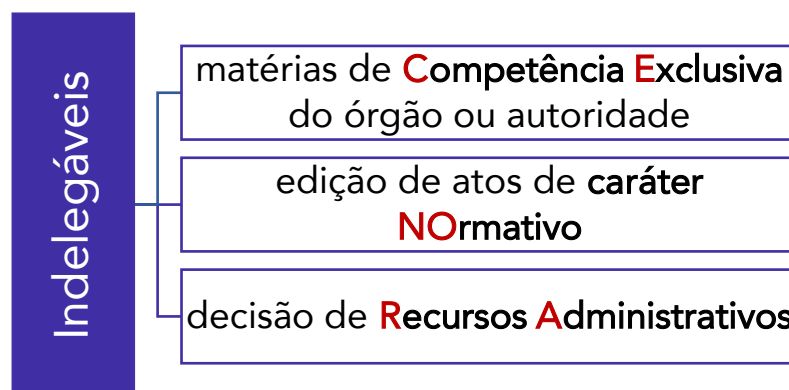 Indelegáveis
matérias de Competência Exclusiva
do órgão ou autoridade
edição de atos de caráter
NOrmativo
decisão de Recursos Administrativos